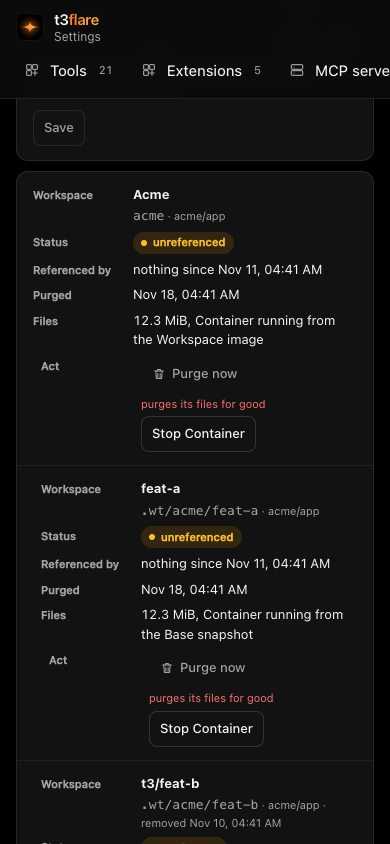 t3flare
Settings
Tools 21 Extensions 5 MCP serve
Save
Workspace Acme
acme · acme/app
Status unreferenced
Referenced by nothing since Nov 11, 04:41 AM
Purged Nov 18, 04:41 AM
Files 12.3 MiB, Container running from
the Workspace image
Act Purge now
purges its files for good
Stop Container
Workspace feat-a
.wt/acme/feat-a · acme/app
Status unreferenced
Referenced by nothing since Nov 11, 04:41 AM
Purged Nov 18, 04:41 AM
Files 12.3 MiB, Container running from
the Base snapshot
Act Purge now
purges its files for good
Stop Container
Workspace t3/feat-b
.wt/acme/feat-b · acme/app ·
removed Nov 10, 04:41 AM